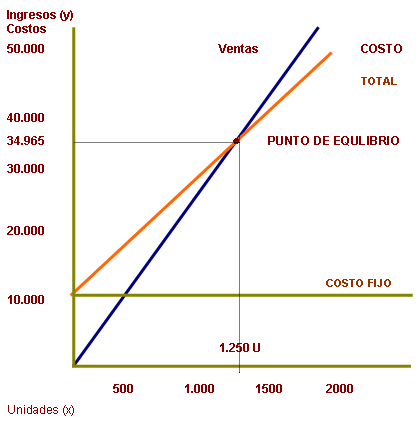 Ingresos (y)
Costos
50.000
Ventas
COSTO
TOTAL
40.000
34.965
PUNTO DE EQULIBRIO
30.000
20.000
COSTO FIJO
10.000
1.250 U
500
1.000
1500
2000
Unidades (x)